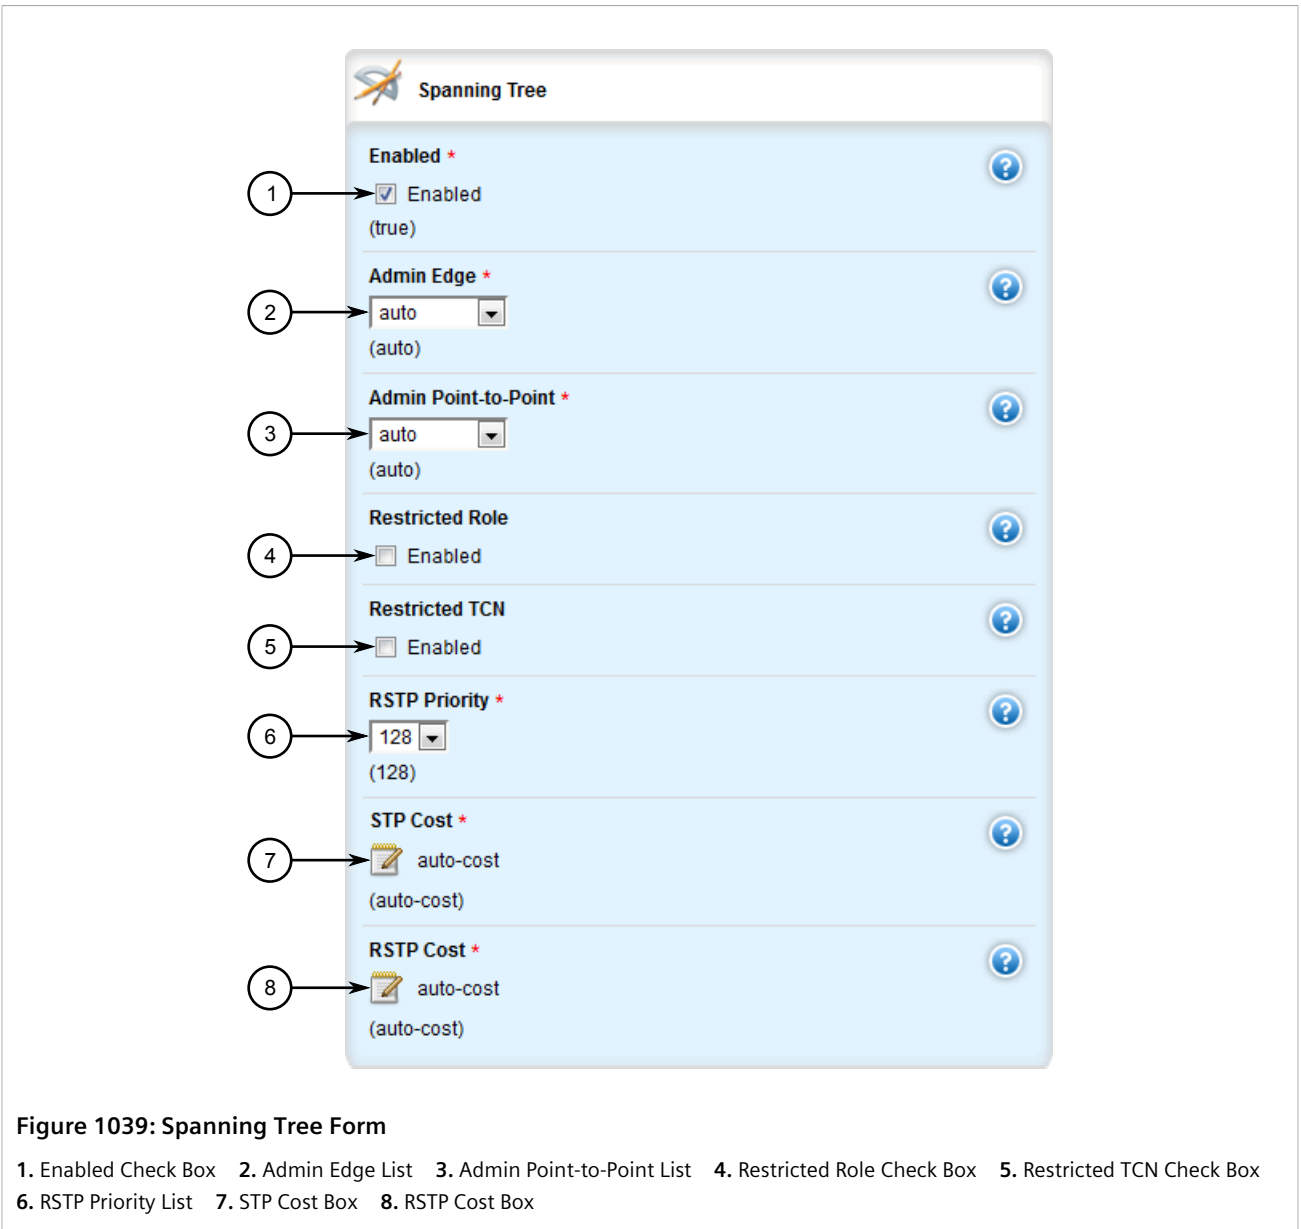 Spanning Tree
Enabled *
1
Enabled
(true)
Admin Edge *
2
auto
(auto)
Admin Point-to-Point *
3
auto
(auto)
Restricted Role
4
Enabled
Restricted TCN
5
Enabled
RSTP Priority *
6
128
(128)
STP Cost *
7
auto-cost
(auto-cost)
RSTP Cost *
8
auto-cost
(auto-cost)
Figure 1039: Spanning Tree Form
1. Enabled Check Box 2. Admin Edge List 3. Admin Point-to-Point List 4. Restricted Role Check Box 5. Restricted TCN Check Box
6. RSTP Priority List 7. STP Cost Box 8. RSTP Cost Box